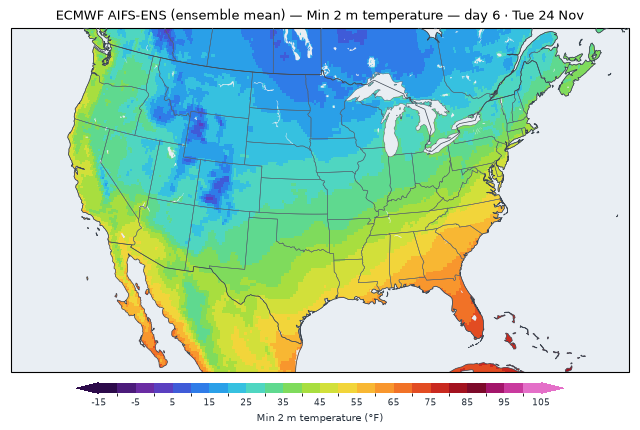 ECMWF AIFS-ENS (ensemble mean) — Min 2 m temperature — day 6 · Tue 24 Nov
-15 -5 5 15 25 35 45 55 65 75 85 95 105
Min 2 m temperature (°F)